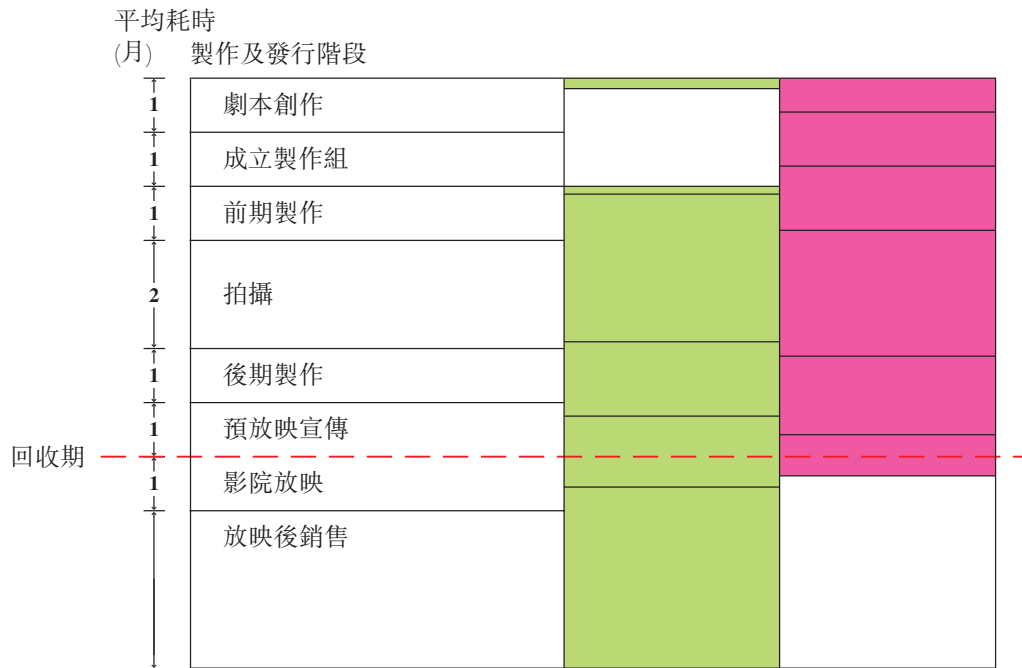 平均耗時
(月) 製作及發行階段
1 劇本創作
1 成立製作組
1 前期製作
2 拍攝
1 後期製作
1 預放映宣傳
回收期
1 影院放映
放映後銷售